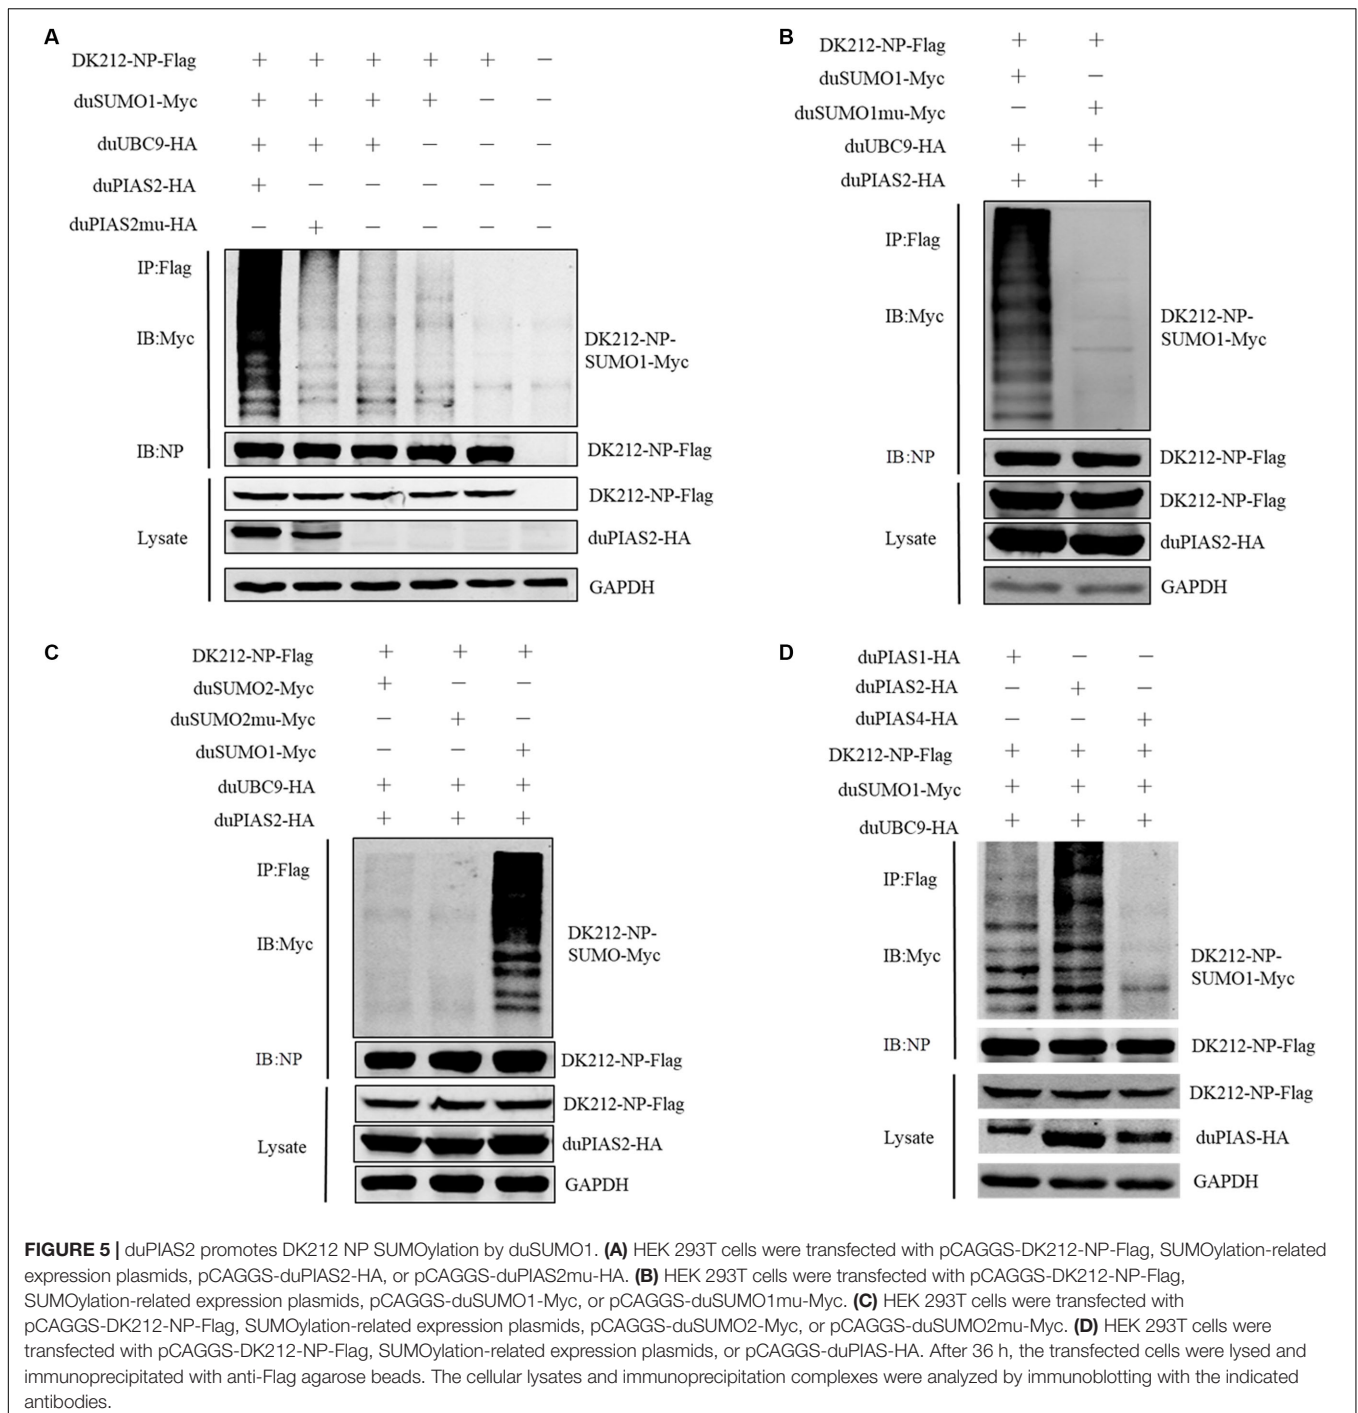 A
DK212-NP-Flag + + + + + −
duSUMO1-Myc + + + + − −
duUBC9-HA + + + − − −
duPIAS2-HA + − − − − −
duPIAS2mu-HA − + − − − −
IP:Flag
IB:Myc
DK212-NP-
SUMO1-Myc
IB:NP
DK212-NP-Flag
DK212-NP-Flag
Lysate
duPIAS2-HA
GAPDH
B
DK212-NP-Flag + +
duSUMO1-Myc + −
duSUMO1mu-Myc − +
duUBC9-HA + +
duPIAS2-HA + +
IP:Flag
IB:Myc
DK212-NP-
SUMO1-Myc
IB:NP
DK212-NP-Flag
DK212-NP-Flag
Lysate
duPIAS2-HA
GAPDH
C
DK212-NP-Flag + + +
duSUMO2-Myc + − −
duSUMO2mu-Myc − + −
duSUMO1-Myc − − +
duUBC9-HA + + +
duPIAS2-HA + + +
IP:Flag
IB:Myc
DK212-NP-
SUMO-Myc
IB:NP
DK212-NP-Flag
DK212-NP-Flag
Lysate
duPIAS2-HA
GAPDH
D
duPIAS1-HA + − −
duPIAS2-HA − + −
duPIAS4-HA − − +
DK212-NP-Flag + + +
duSUMO1-Myc + + +
duUBC9-HA + + +
IP:Flag
IB:Myc
DK212-NP-
SUMO1-Myc
IB:NP
DK212-NP-Flag
DK212-NP-Flag
Lysate
duPIAS-HA
GAPDH
FIGURE 5 | duPIAS2 promotes DK212 NP SUMOylation by duSUMO1. (A) HEK 293T cells were transfected with pCAGGS-DK212-NP-Flag, SUMOylation-related
expression plasmids, pCAGGS-duPIAS2-HA, or pCAGGS-duPIAS2mu-HA. (B) HEK 293T cells were transfected with pCAGGS-DK212-NP-Flag,
SUMOylation-related expression plasmids, pCAGGS-duSUMO1-Myc, or pCAGGS-duSUMO1mu-Myc. (C) HEK 293T cells were transfected with
pCAGGS-DK212-NP-Flag, SUMOylation-related expression plasmids, pCAGGS-duSUMO2-Myc, or pCAGGS-duSUMO2mu-Myc. (D) HEK 293T cells were
transfected with pCAGGS-DK212-NP-Flag, SUMOylation-related expression plasmids, or pCAGGS-duPIAS-HA. After 36 h, the transfected cells were lysed and
immunoprecipitated with anti-Flag agarose beads. The cellular lysates and immunoprecipitation complexes were analyzed by immunoblotting with the indicated
antibodies.